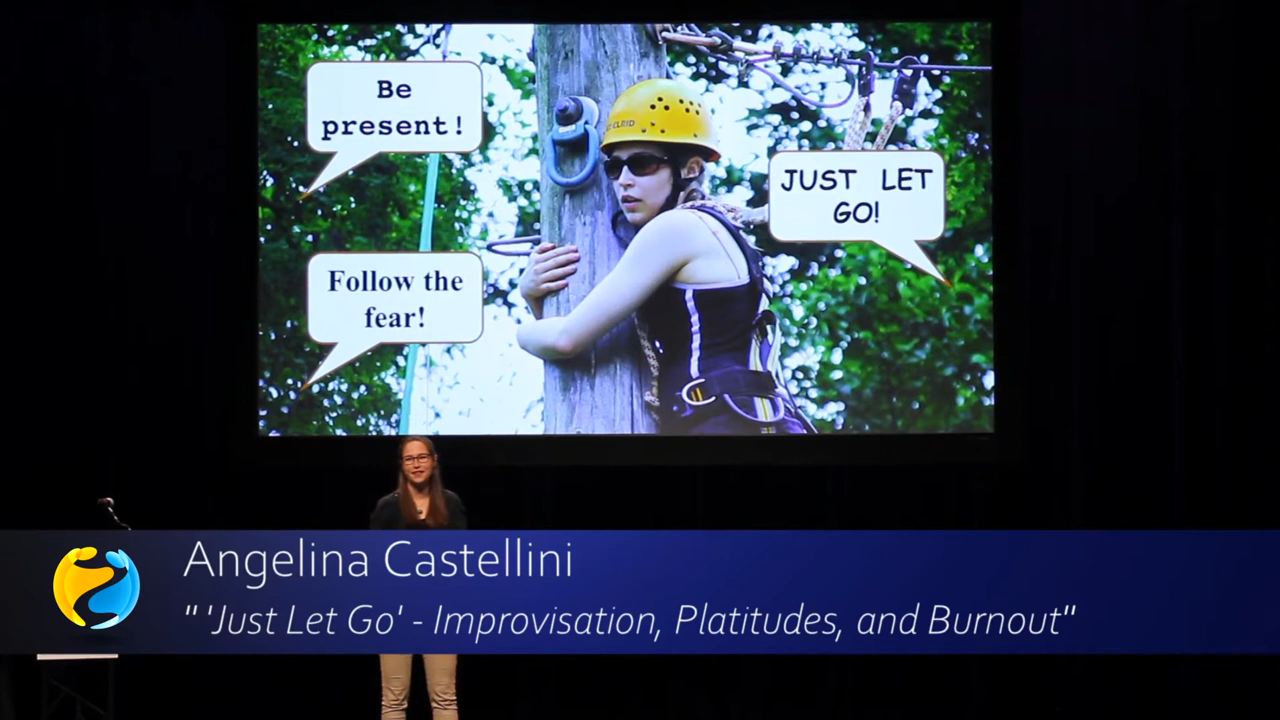 Be
present!
JUST LET
GO!
Follow the
fear!
Angelina Castellini
" 'Just Let Go' - Improvisation, Platitudes, and Burnout"